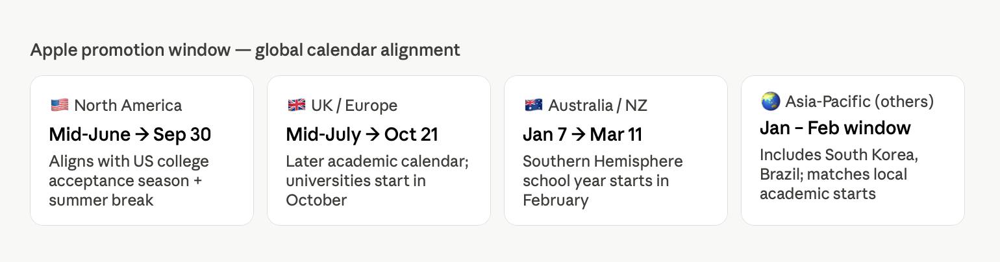 Apple promotion window — global calendar alignment
🇺🇸 North America
Mid-June → Sep 30
Aligns with US college
acceptance season +
summer break
🇬🇧 UK / Europe
Mid-July → Oct 21
Later academic calendar;
universities start in
October
🇦🇺 Australia / NZ
Jan 7 → Mar 11
Southern Hemisphere
school year starts in
February
🌏 Asia-Pacific (others)
Jan – Feb window
Includes South Korea,
Brazil; matches local
academic starts